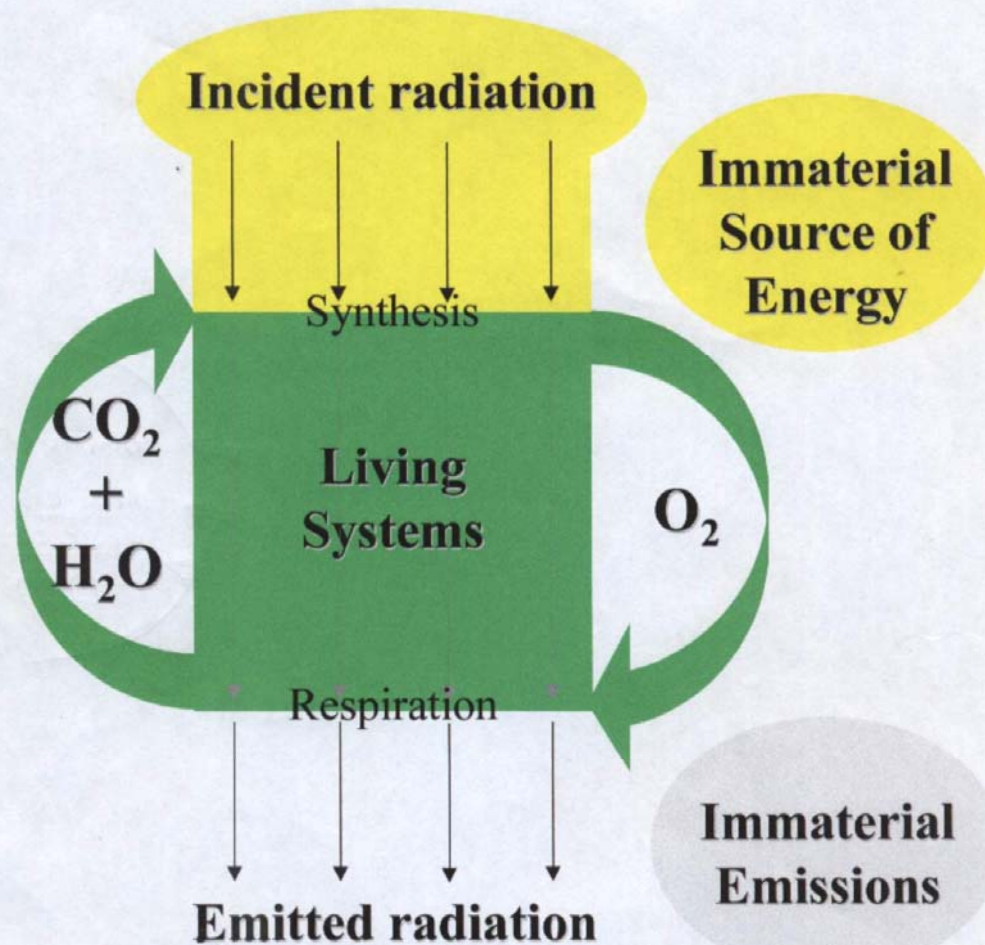 Incident radiation
Immaterial
Source of
Energy
Synthesis
CO₂
+
H₂O
Living
Systems
O₂
Respiration
Immaterial
Emissions
Emitted radiation